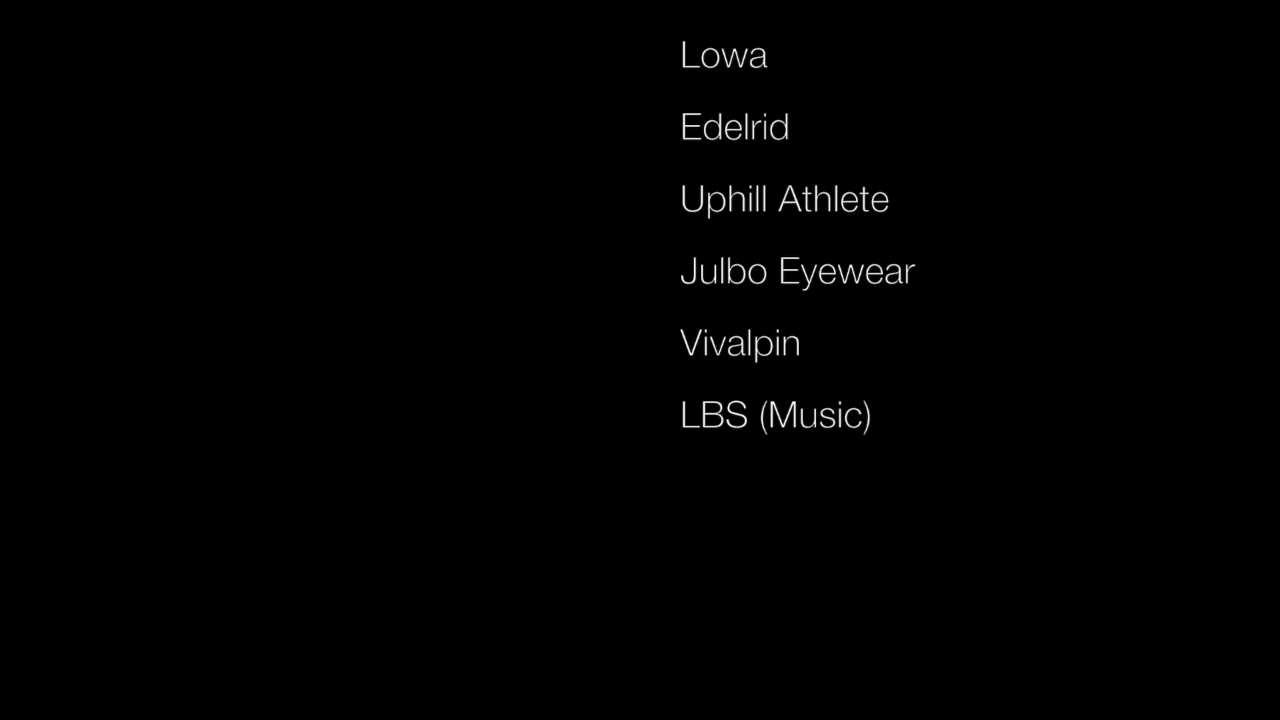 Lowa
Edelrid
Uphill Athlete
Julbo Eyewear
Vivalpin
LBS (Music)